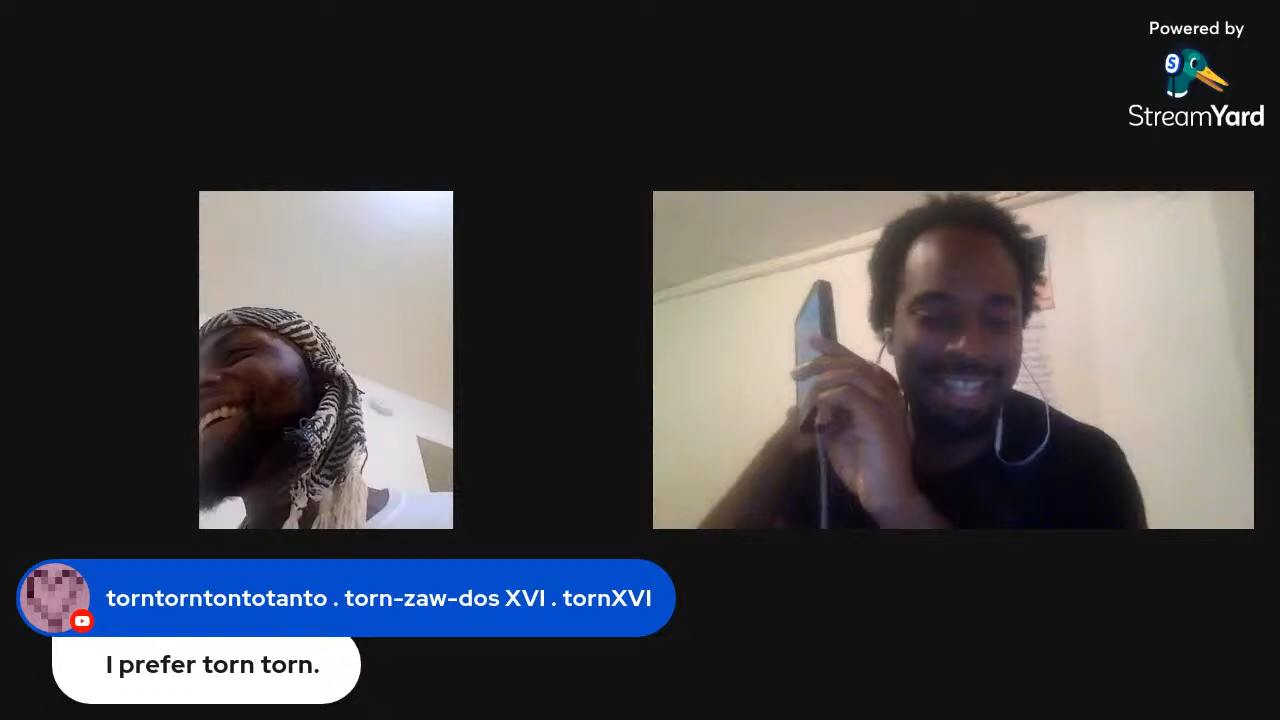 Powered by
S
StreamYard
torntorntontotanto . torn-zaw-dos XVI . tornXVI
I prefer torn torn.